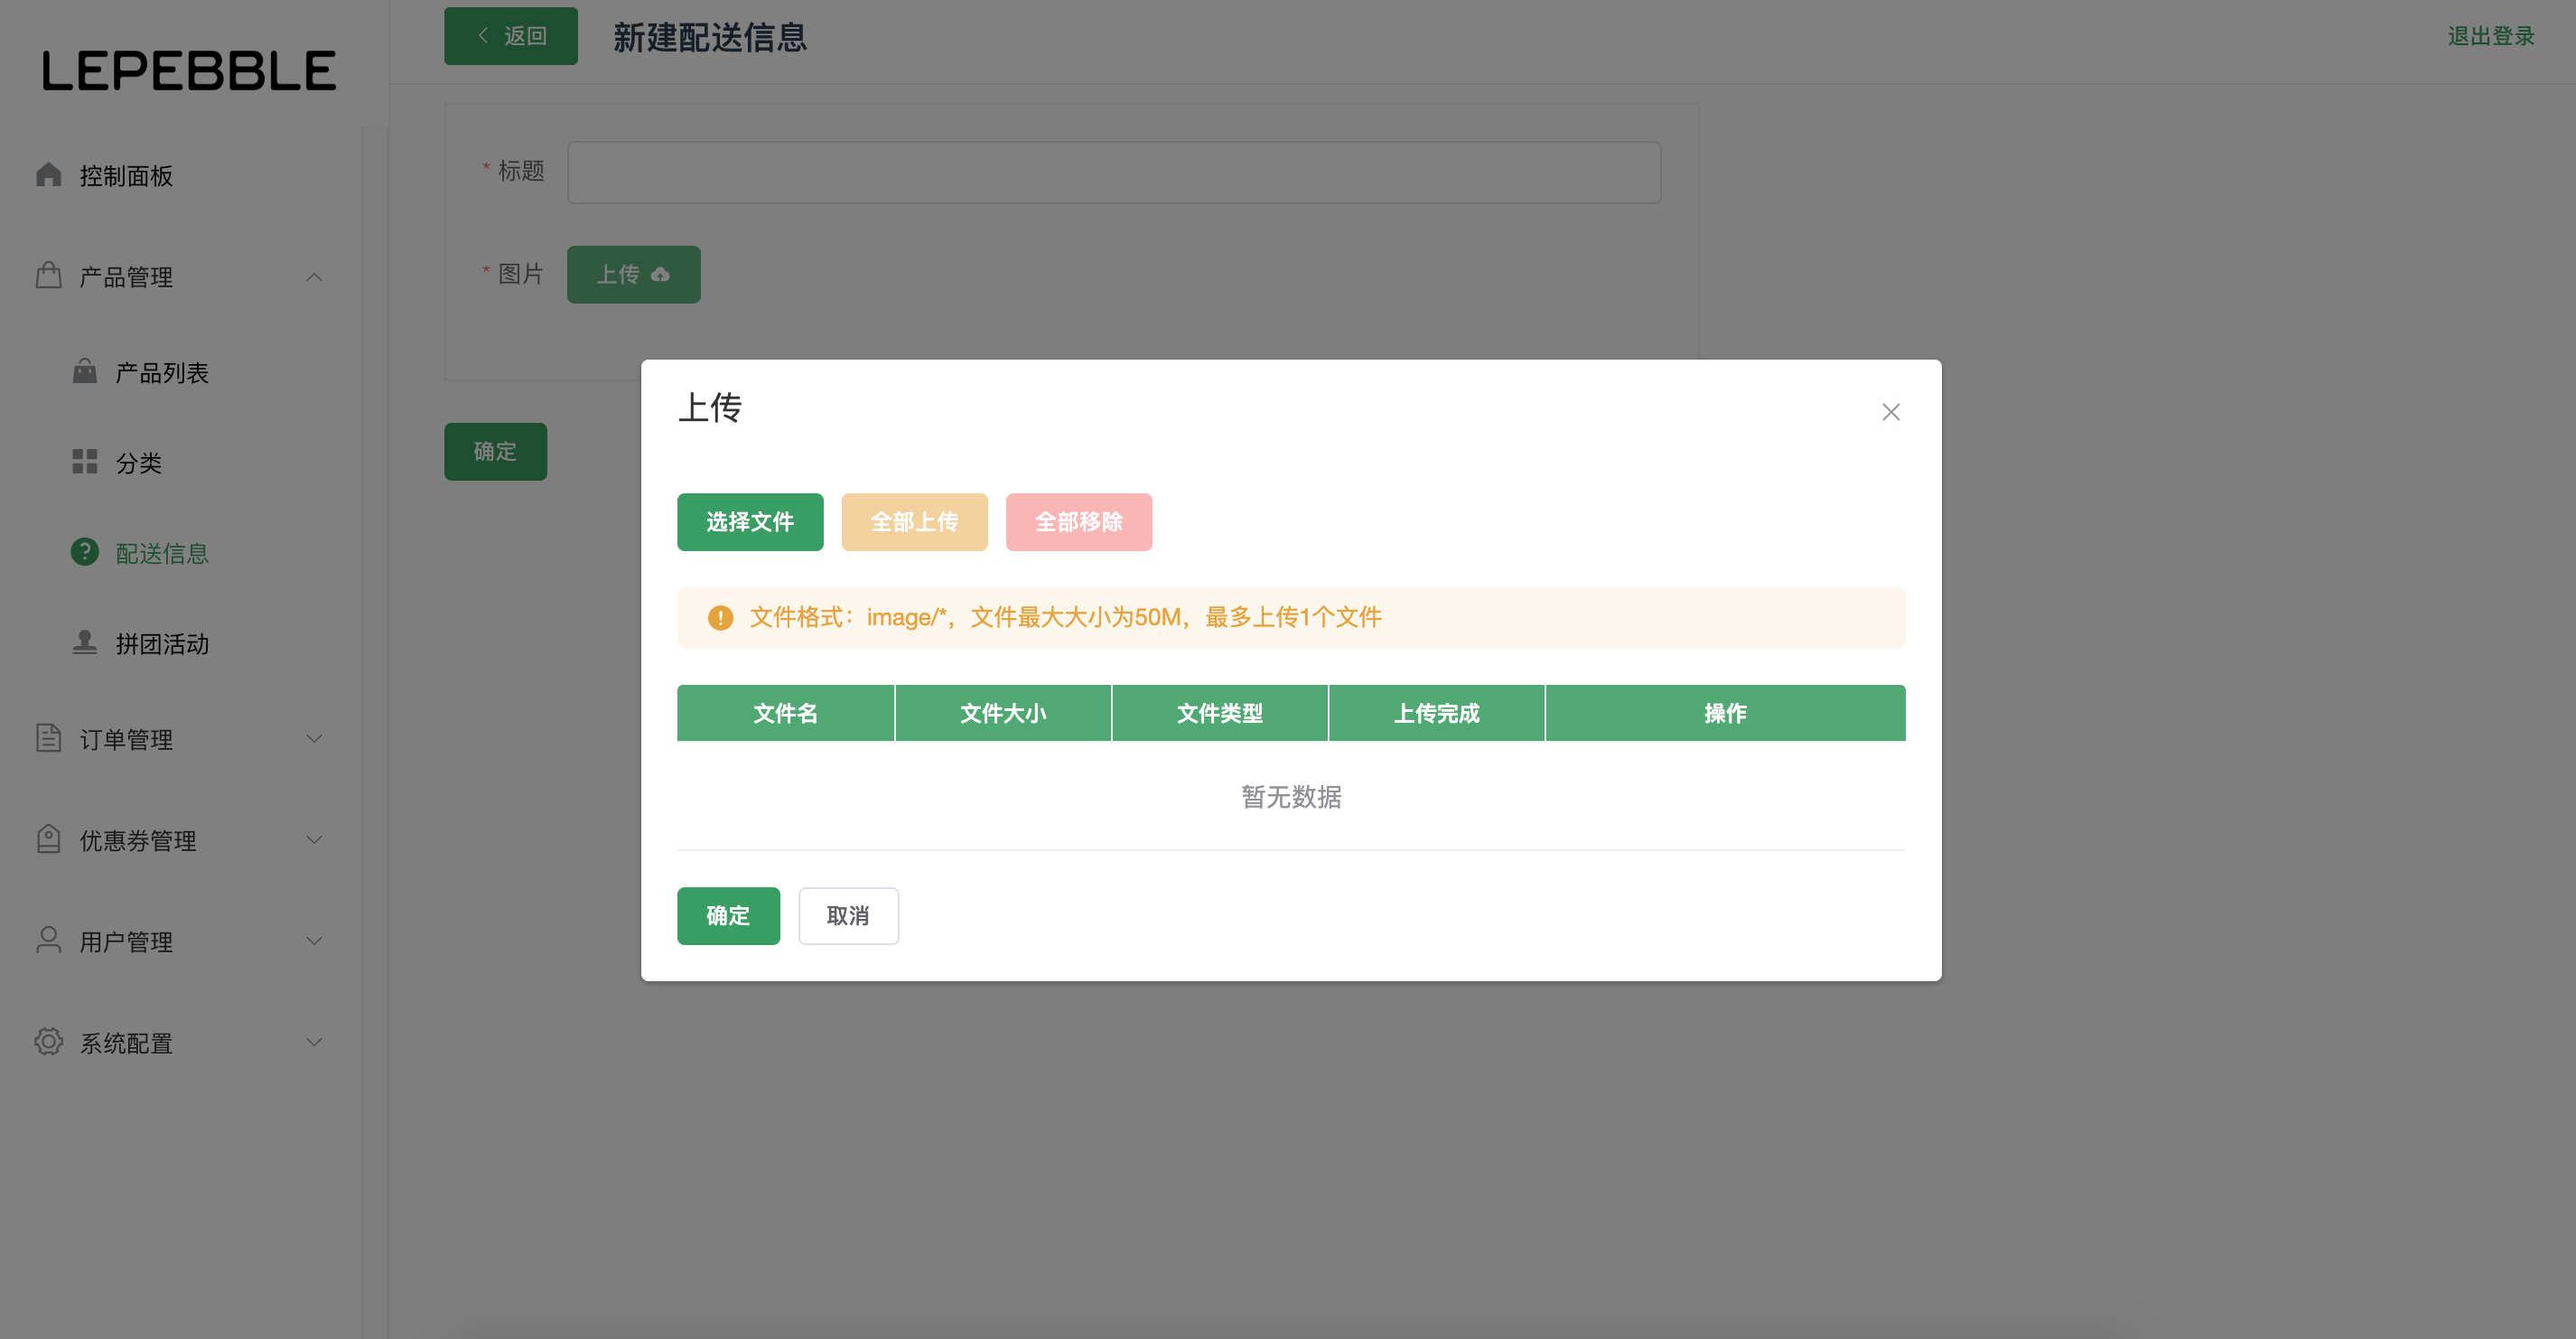 LEPEBBLE
控制面板
产品管理
产品列表
分类
配送信息
拼团活动
订单管理
优惠券管理
用户管理
系统配置
返回
新建配送信息
退出登录
* 标题
* 图片
上传
确定
上传
选择文件
全部上传
全部移除
文件格式：image/*，文件最大大小为50M，最多上传1个文件
文件名 文件大小 文件类型 上传完成 操作
暂无数据
确定
取消